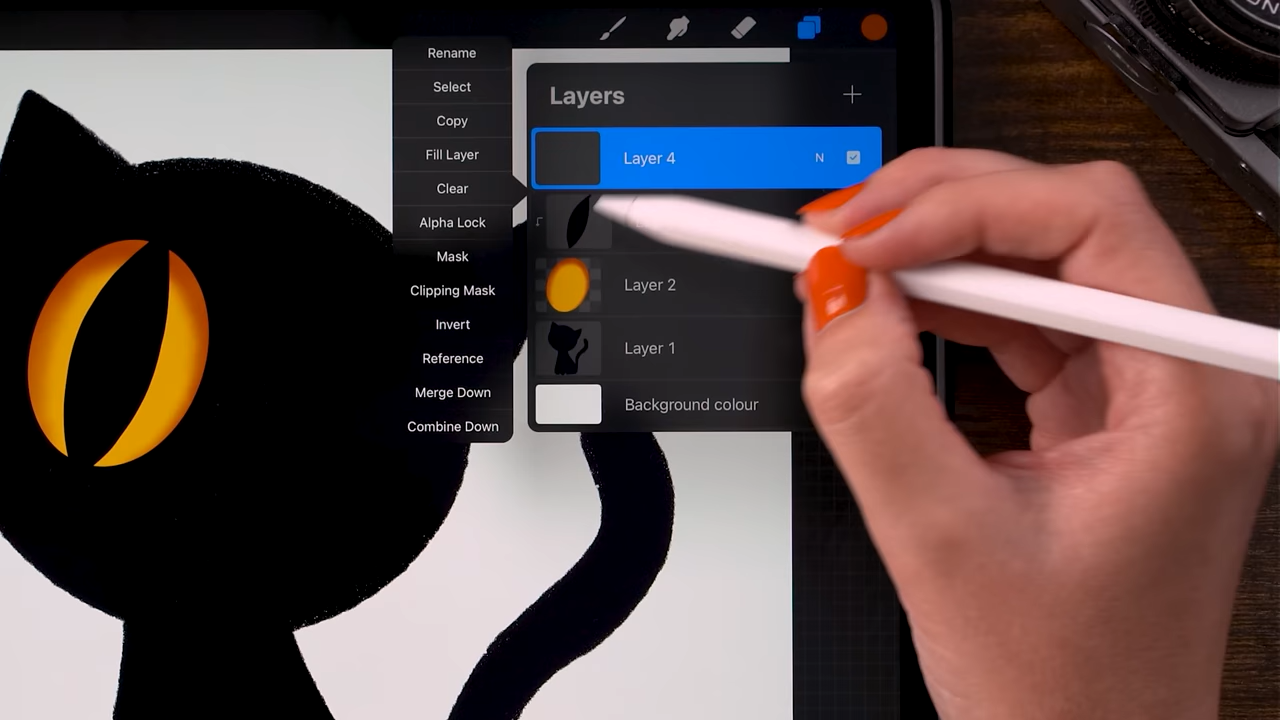 Rename
Select
Copy
Fill Layer
Clear
Alpha Lock
Mask
Clipping Mask
Invert
Reference
Merge Down
Combine Down
Layers
Layer 4 N
Layer 2
Layer 1
Background colour